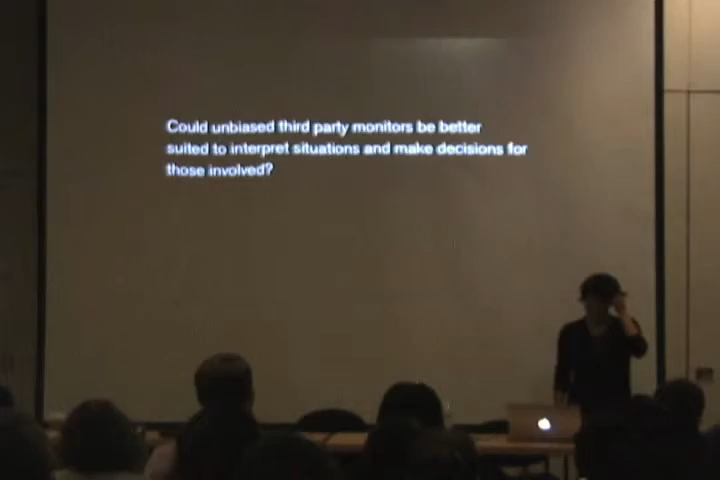 Could unbiased third party monitors be better
suited to interpret situations and make decisions for
those involved?